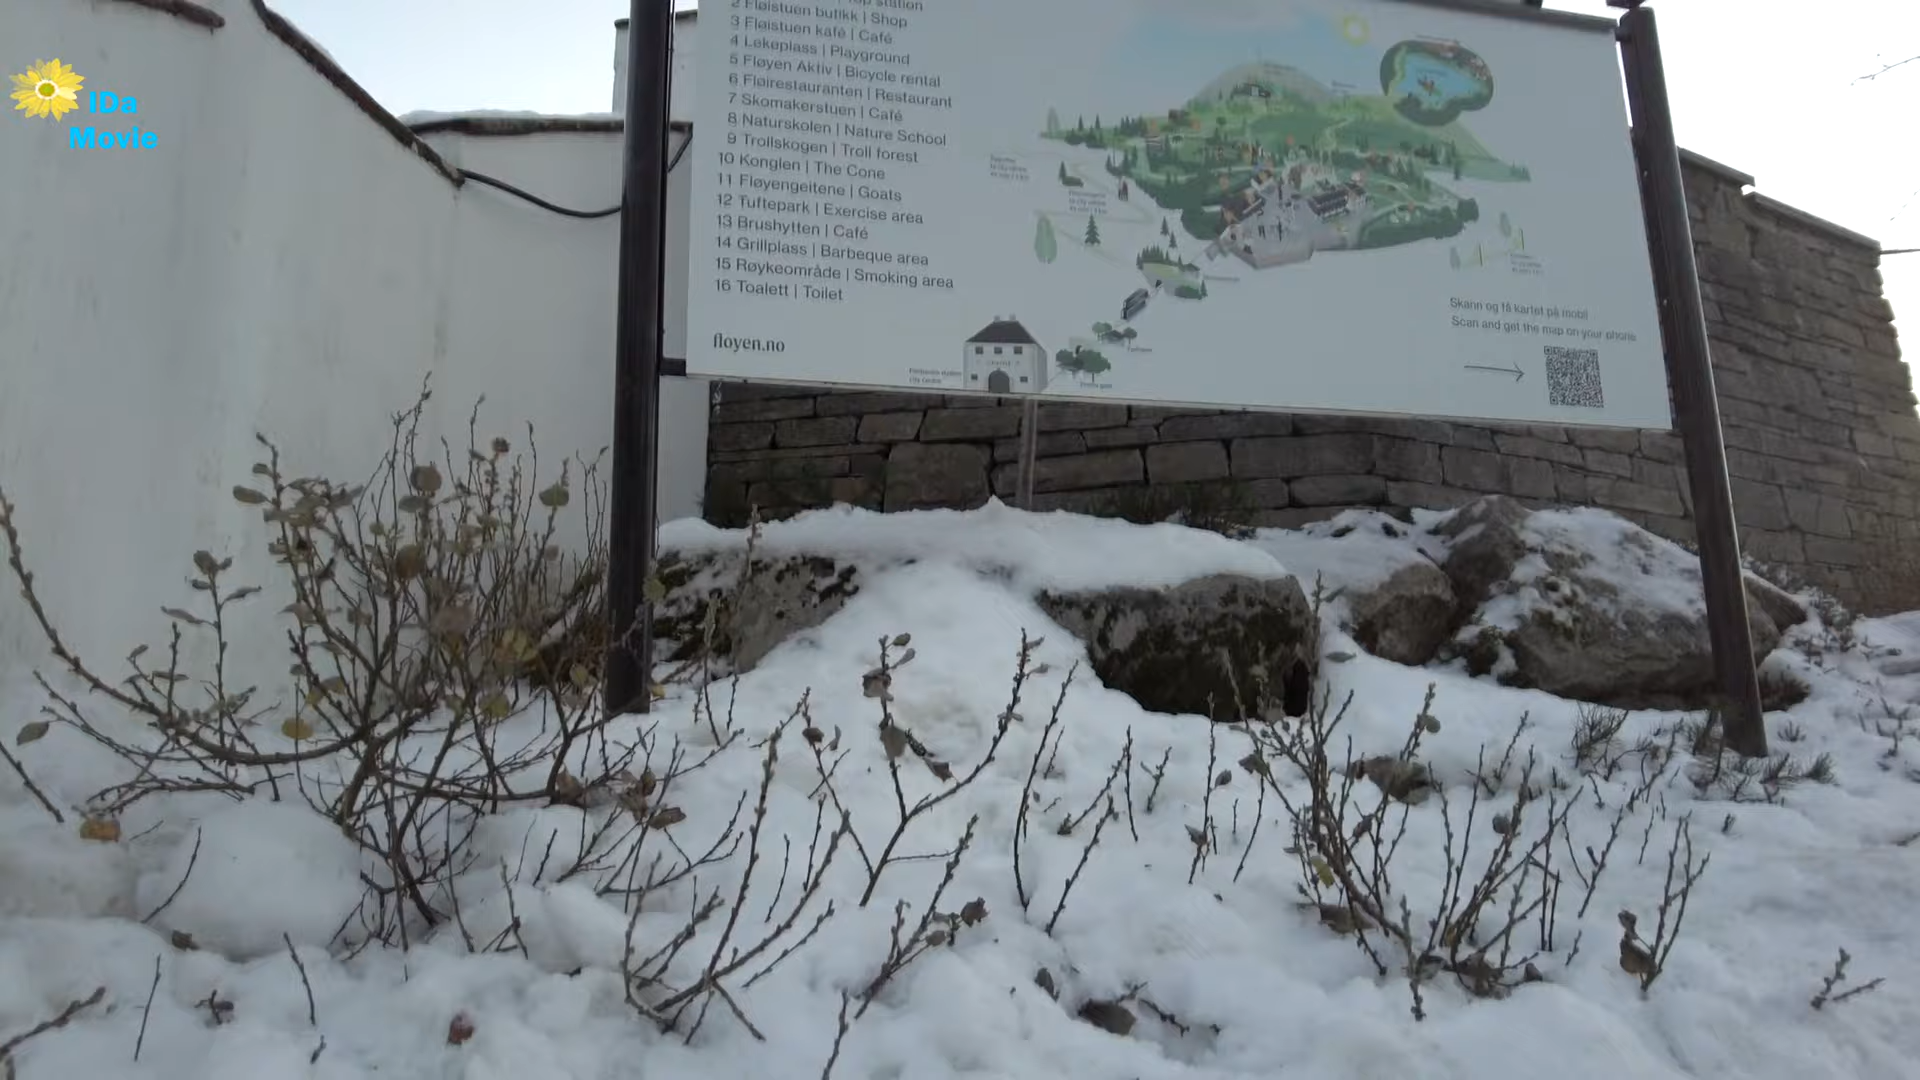 IDa
Movie
station
2 Fløistuen butikk | Shop
3 Fløistuen kafé | Café
4 Lekeplass | Playground
5 Fløyen Aktiv | Bicycle rental
6 Fløirestauranten | Restaurant
7 Skomakerstuen | Café
8 Naturskolen | Nature School
9 Trollskogen | Troll forest
10 Konglen | The Cone
11 Fløyengeitene | Goats
12 Tuftepark | Exercise area
13 Brushytten | Café
14 Grillplass | Barbeque area
15 Røykeområde | Smoking area
16 Toalett | Toilet
fløyen.no
Skann og få kartet på mobil
Scan and get the map on your phone